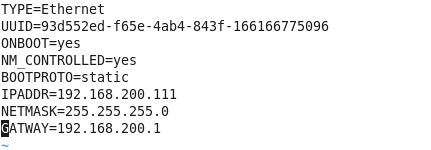 TYPE=Ethernet
UUID=93d552ed-f65e-4ab4-843f-166166775096
ONBOOT=yes
NM_CONTROLLED=yes
BOOTPROTO=static
IPADDR=192.168.200.111
NETMASK=255.255.255.0
GATWAY=192.168.200.1
~